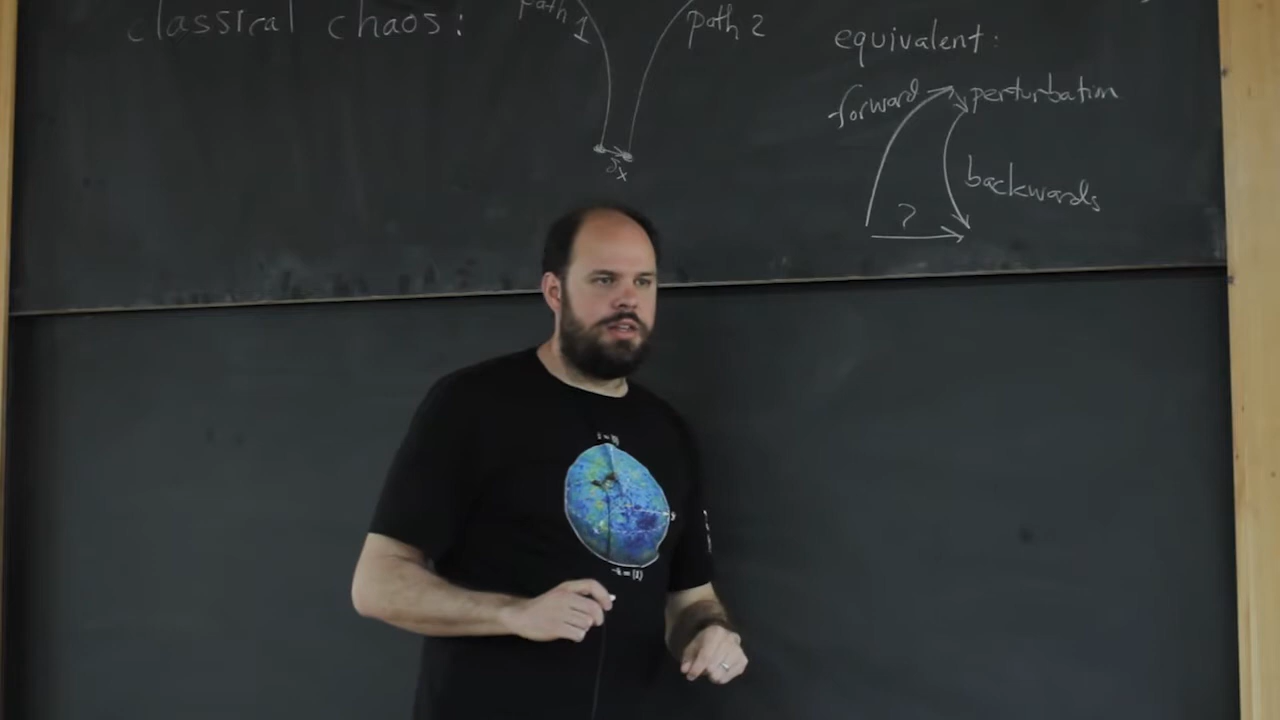 classical chaos:
path 1
path 2
δx
equivalent:
forward
perturbation
backwards
?